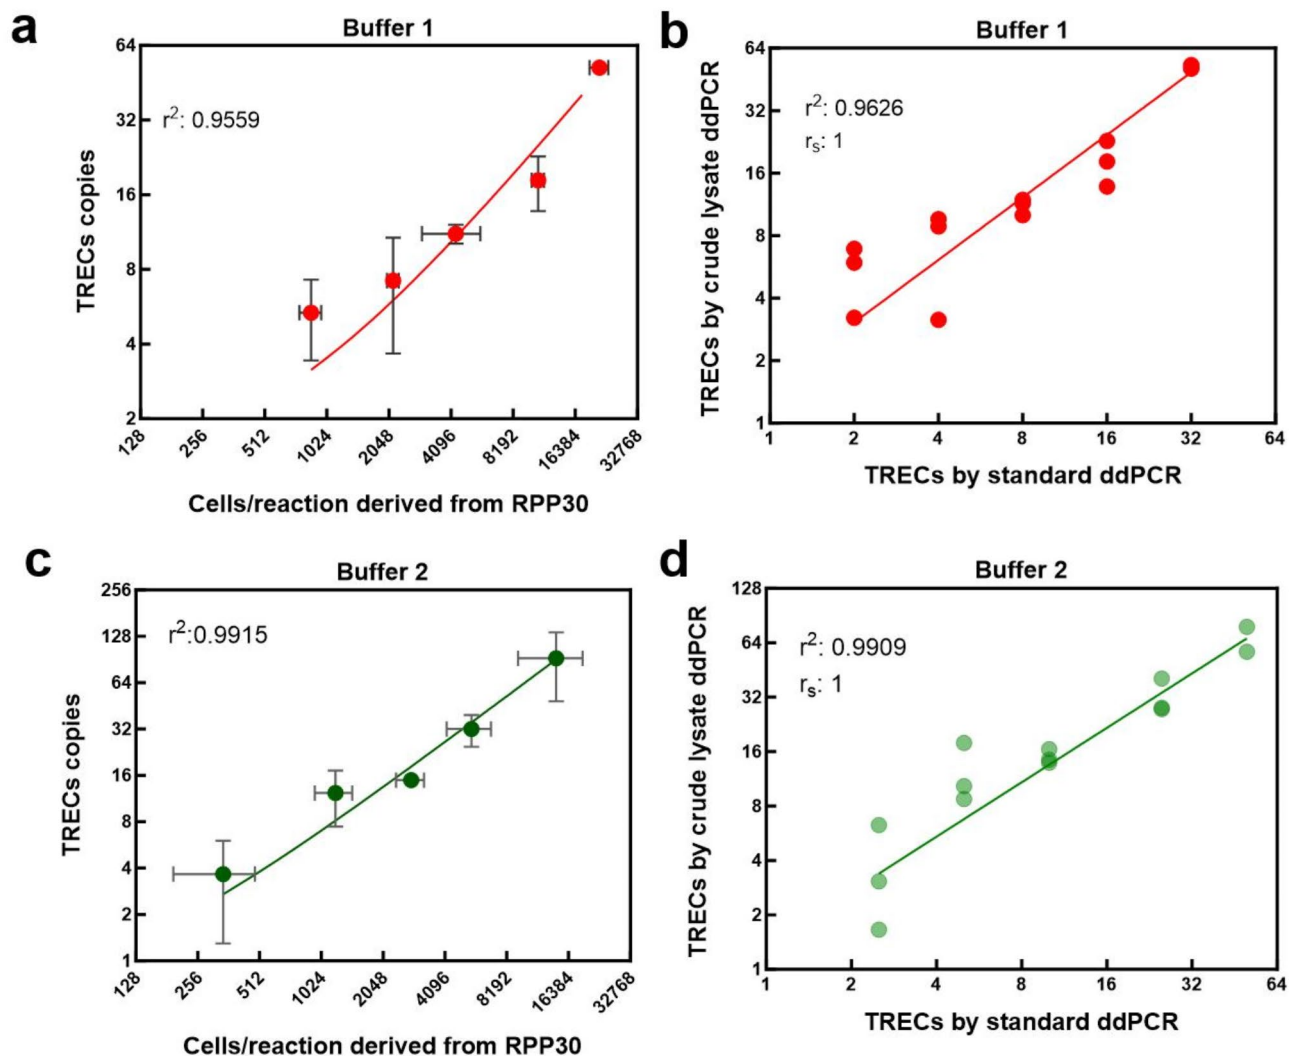 a
Buffer 1
64
32
16
8
4
2
r²: 0.9559
TRECs copies
128 256 512 1024 2048 4096 8192 16384 32768
Cells/reaction derived from RPP30
b
Buffer 1
64
32
16
8
4
2
1
r²: 0.9626
rₛ: 1
TRECs by crude lysate ddPCR
1 2 4 8 16 32 64
TRECs by standard ddPCR
c
Buffer 2
256
128
64
32
16
8
4
2
1
r²:0.9915
TRECs copies
128 256 512 1024 2048 4096 8192 16384 32768
Cells/reaction derived from RPP30
d
Buffer 2
128
64
32
16
8
4
2
1
r²: 0.9909
rₛ: 1
TRECs by crude lysate ddPCR
1 2 4 8 16 32 64
TRECs by standard ddPCR